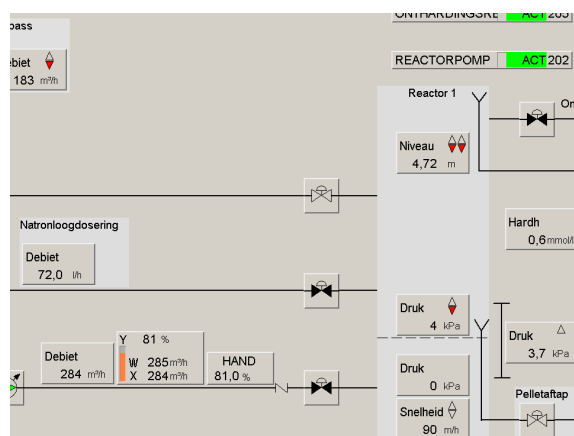 ONTHARDINGSRE ACT 203
pass
REACTORPOMP ACT 202
ebiet
183 m³/h
Reactor 1
On
Niveau
4,72 m
Natronloogdosering
Hardh
0,6 mmol/l
Debiet
72,0 l/h
Druk
4 kPa
Druk
3,7 kPa
Y 81 %
Debiet
284 m³/h
W 285 m³/h
X 284 m³/h
HAND
81,0 %
Druk
0 kPa
Pelletaftap
Snelheid
90 m/h